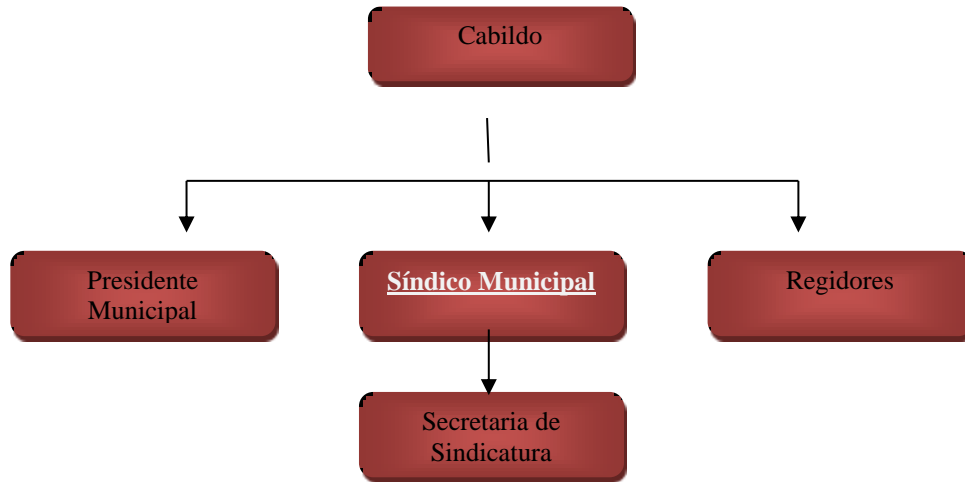 Cabildo
Presidente
Municipal
Síndico Municipal
Regidores
Secretaria de
Sindicatura